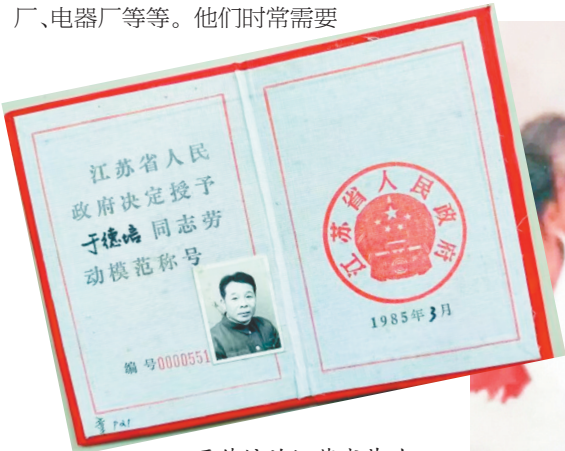 厂、电器厂等等。他们时常需要
江苏省人民
政府决定授予
于德培同志劳
动模范称号
编号0000551
江苏省人民政府
1985年3月